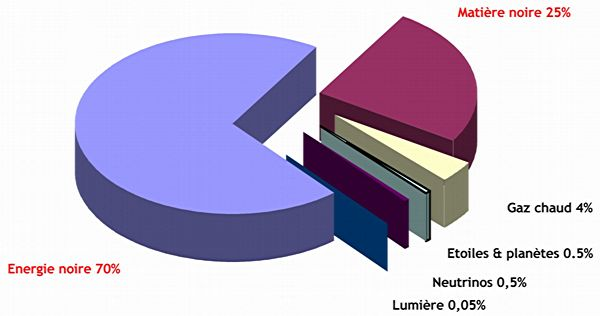 Matière noire 25%
Gaz chaud 4%
Etoiles & planètes 0.5%
Energie noire 70%
Neutrinos 0,5%
Lumière 0,05%